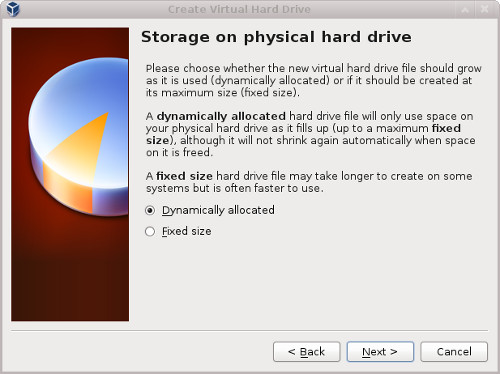 Create Virtual Hard Drive
Storage on physical hard drive
Please choose whether the new virtual hard drive file should grow
as it is used (dynamically allocated) or if it should be created at
its maximum size (fixed size).
A dynamically allocated hard drive file will only use space on
your physical hard drive as it fills up (up to a maximum fixed
size), although it will not shrink again automatically when space
on it is freed.
A fixed size hard drive file may take longer to create on some
systems but is often faster to use.
Dynamically allocated
Fixed size
< Back
Next >
Cancel